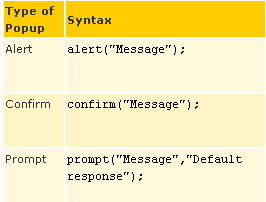 Type of Popup Syntax
Alert alert("Message");
Confirm confirm("Message");
Prompt prompt("Message","Default
response");